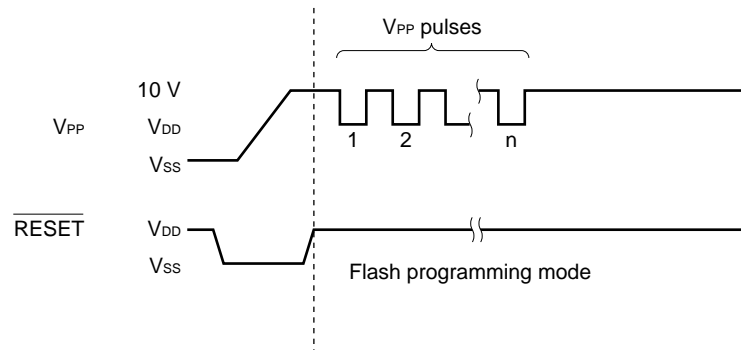 VPP pulses
10 V
VPP
VDD
VSS
1 2 n
RESET
VDD
VSS
Flash programming mode